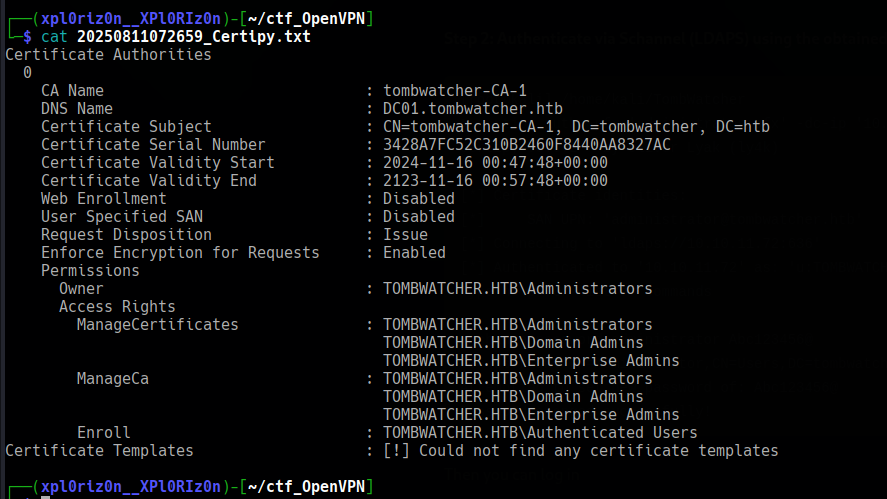 ┌──(xpl0riz0n__XPl0RIz0n)-[~/ctf_OpenVPN]
└─$ cat 20250811072659_Certipy.txt
Certificate Authorities
  0
    CA Name                             : tombwatcher-CA-1
    DNS Name                            : DC01.tombwatcher.htb
    Certificate Subject                 : CN=tombwatcher-CA-1, DC=tombwatcher, DC=htb
    Certificate Serial Number           : 3428A7FC52C310B2460F8440AA8327AC
    Certificate Validity Start          : 2024-11-16 00:47:48+00:00
    Certificate Validity End            : 2123-11-16 00:57:48+00:00
    Web Enrollment                      : Disabled
    User Specified SAN                  : Disabled
    Request Disposition                 : Issue
    Enforce Encryption for Requests     : Enabled
    Permissions
      Owner                             : TOMBWATCHER.HTB\Administrators
      Access Rights
        ManageCertificates              : TOMBWATCHER.HTB\Administrators
                                          TOMBWATCHER.HTB\Domain Admins
                                          TOMBWATCHER.HTB\Enterprise Admins
        ManageCa                        : TOMBWATCHER.HTB\Administrators
                                          TOMBWATCHER.HTB\Domain Admins
                                          TOMBWATCHER.HTB\Enterprise Admins
        Enroll                          : TOMBWATCHER.HTB\Authenticated Users
Certificate Templates                   : [!] Could not find any certificate templates
┌──(xpl0riz0n__XPl0RIz0n)-[~/ctf_OpenVPN]